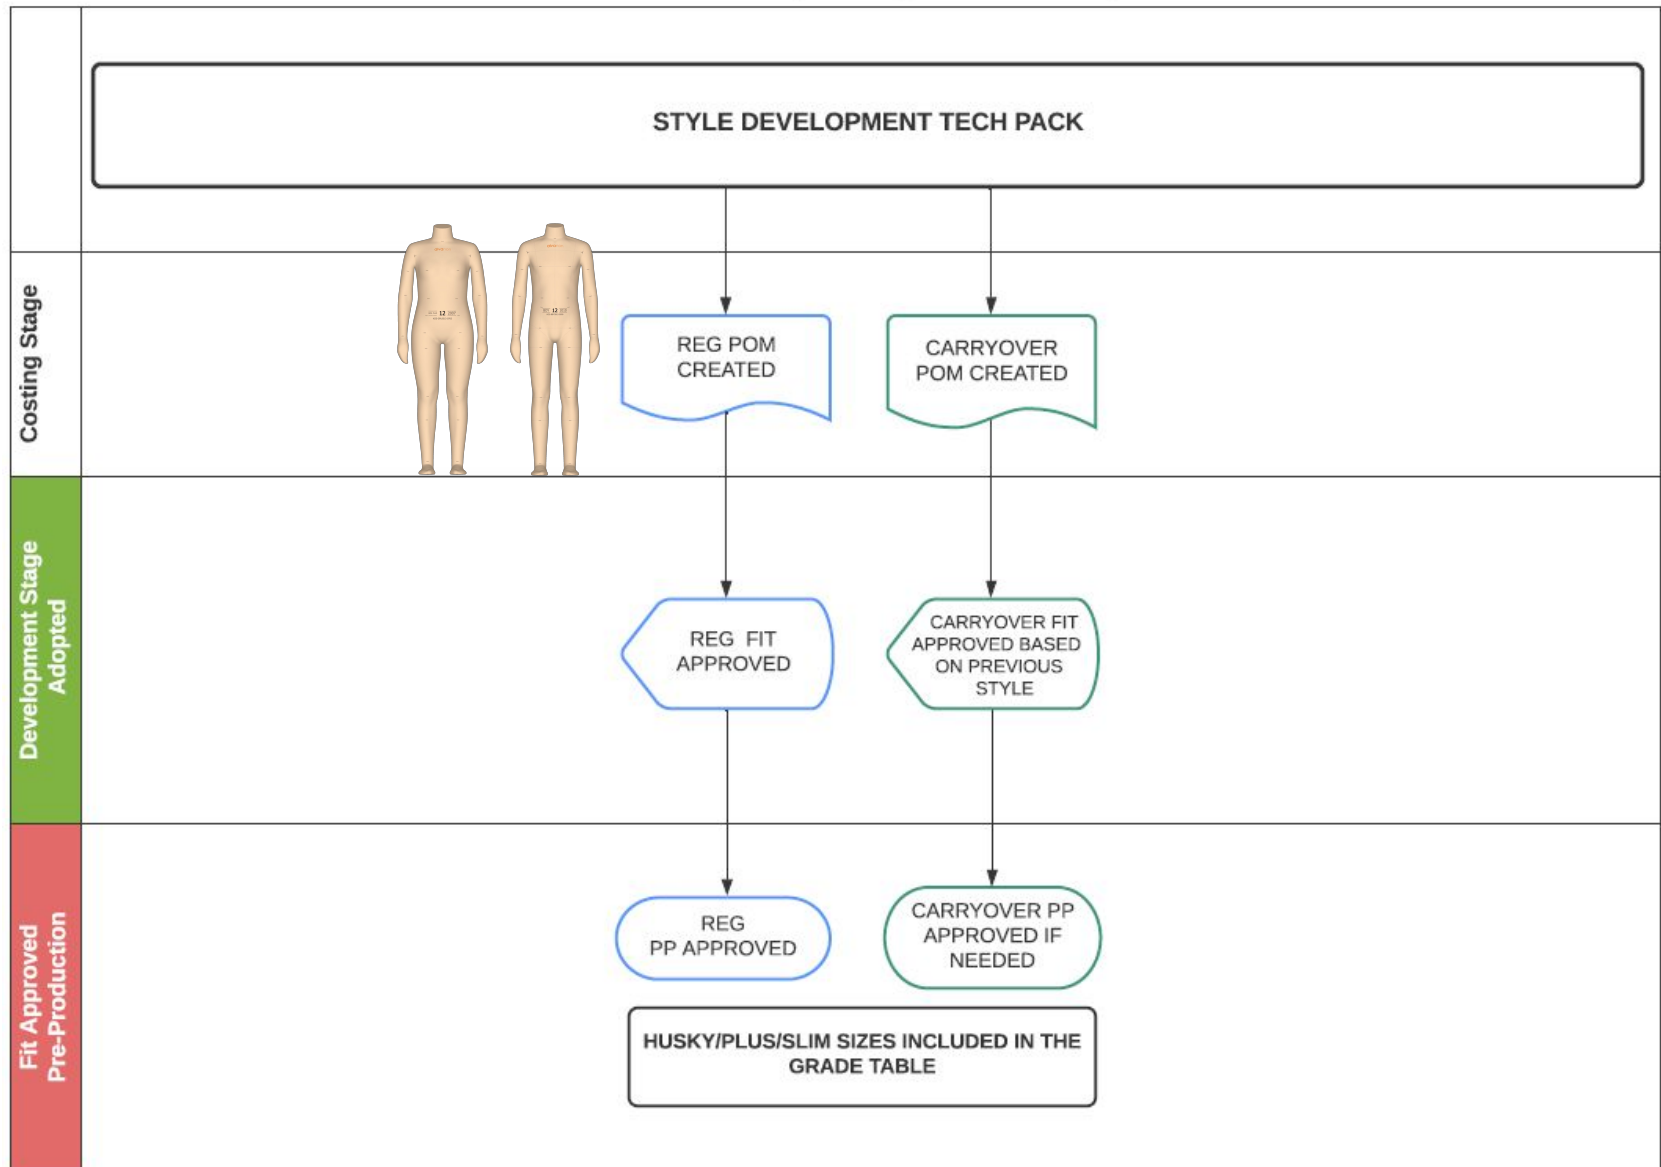 STYLE DEVELOPMENT TECH PACK
Costing Stage
12
12
REG POM
CREATED
CARRYOVER
POM CREATED
Development Stage
Adopted
REG FIT
APPROVED
CARRYOVER FIT
APPROVED BASED
ON PREVIOUS
STYLE
Fit Approved
Pre-Production
REG
PP APPROVED
CARRYOVER PP
APPROVED IF
NEEDED
HUSKY/PLUS/SLIM SIZES INCLUDED IN THE
GRADE TABLE